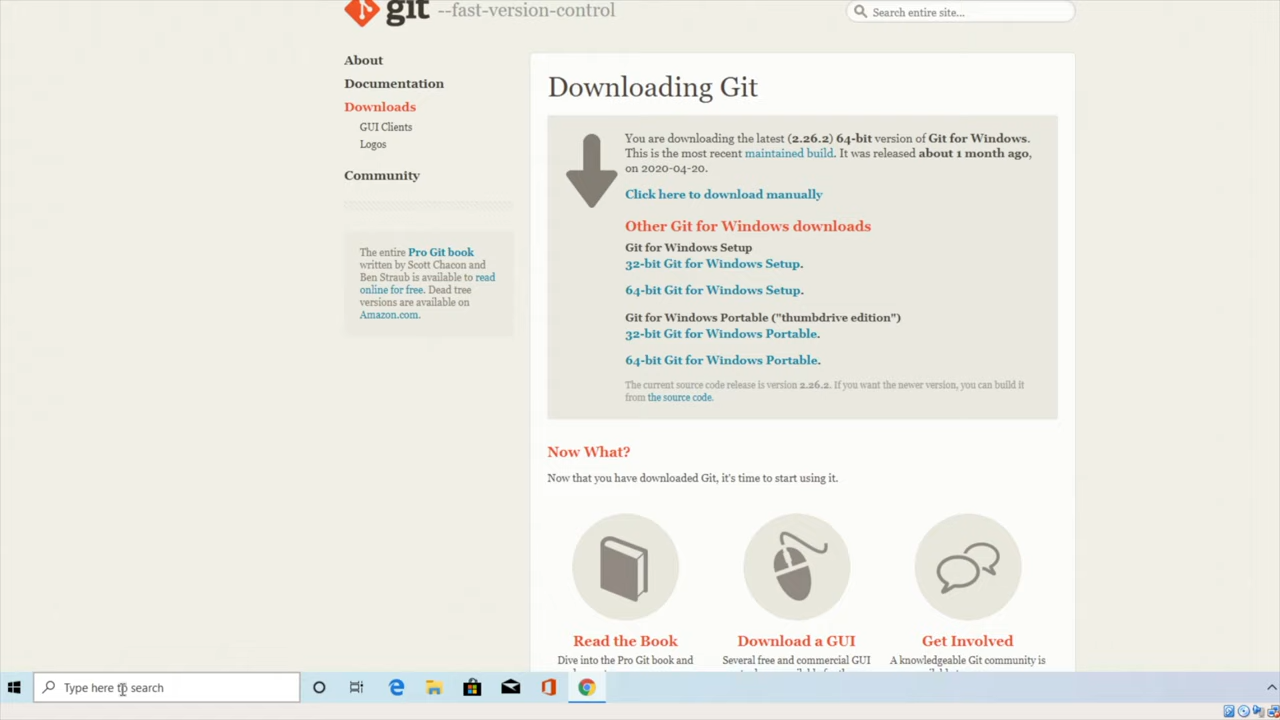 git --fast-version-control
Search entire site...
About
Documentation
Downloads
GUI Clients
Logos
Community
The entire Pro Git book
written by Scott Chacon and
Ben Straub is available to read
online for free. Dead tree
versions are available on
Amazon.com.
Downloading Git
You are downloading the latest (2.26.2) 64-bit version of Git for Windows.
This is the most recent maintained build. It was released about 1 month ago,
on 2020-04-20.
Click here to download manually
Other Git for Windows downloads
Git for Windows Setup
32-bit Git for Windows Setup.
64-bit Git for Windows Setup.
Git for Windows Portable ("thumbdrive edition")
32-bit Git for Windows Portable.
64-bit Git for Windows Portable.
The current source code release is version 2.26.2. If you want the newer version, you can build it
from the source code.
Now What?
Now that you have downloaded Git, it's time to start using it.
Read the Book
Dive into the Pro Git book and
Download a GUI
Several free and commercial GUI
Get Involved
A knowledgeable Git community is
Type here to search